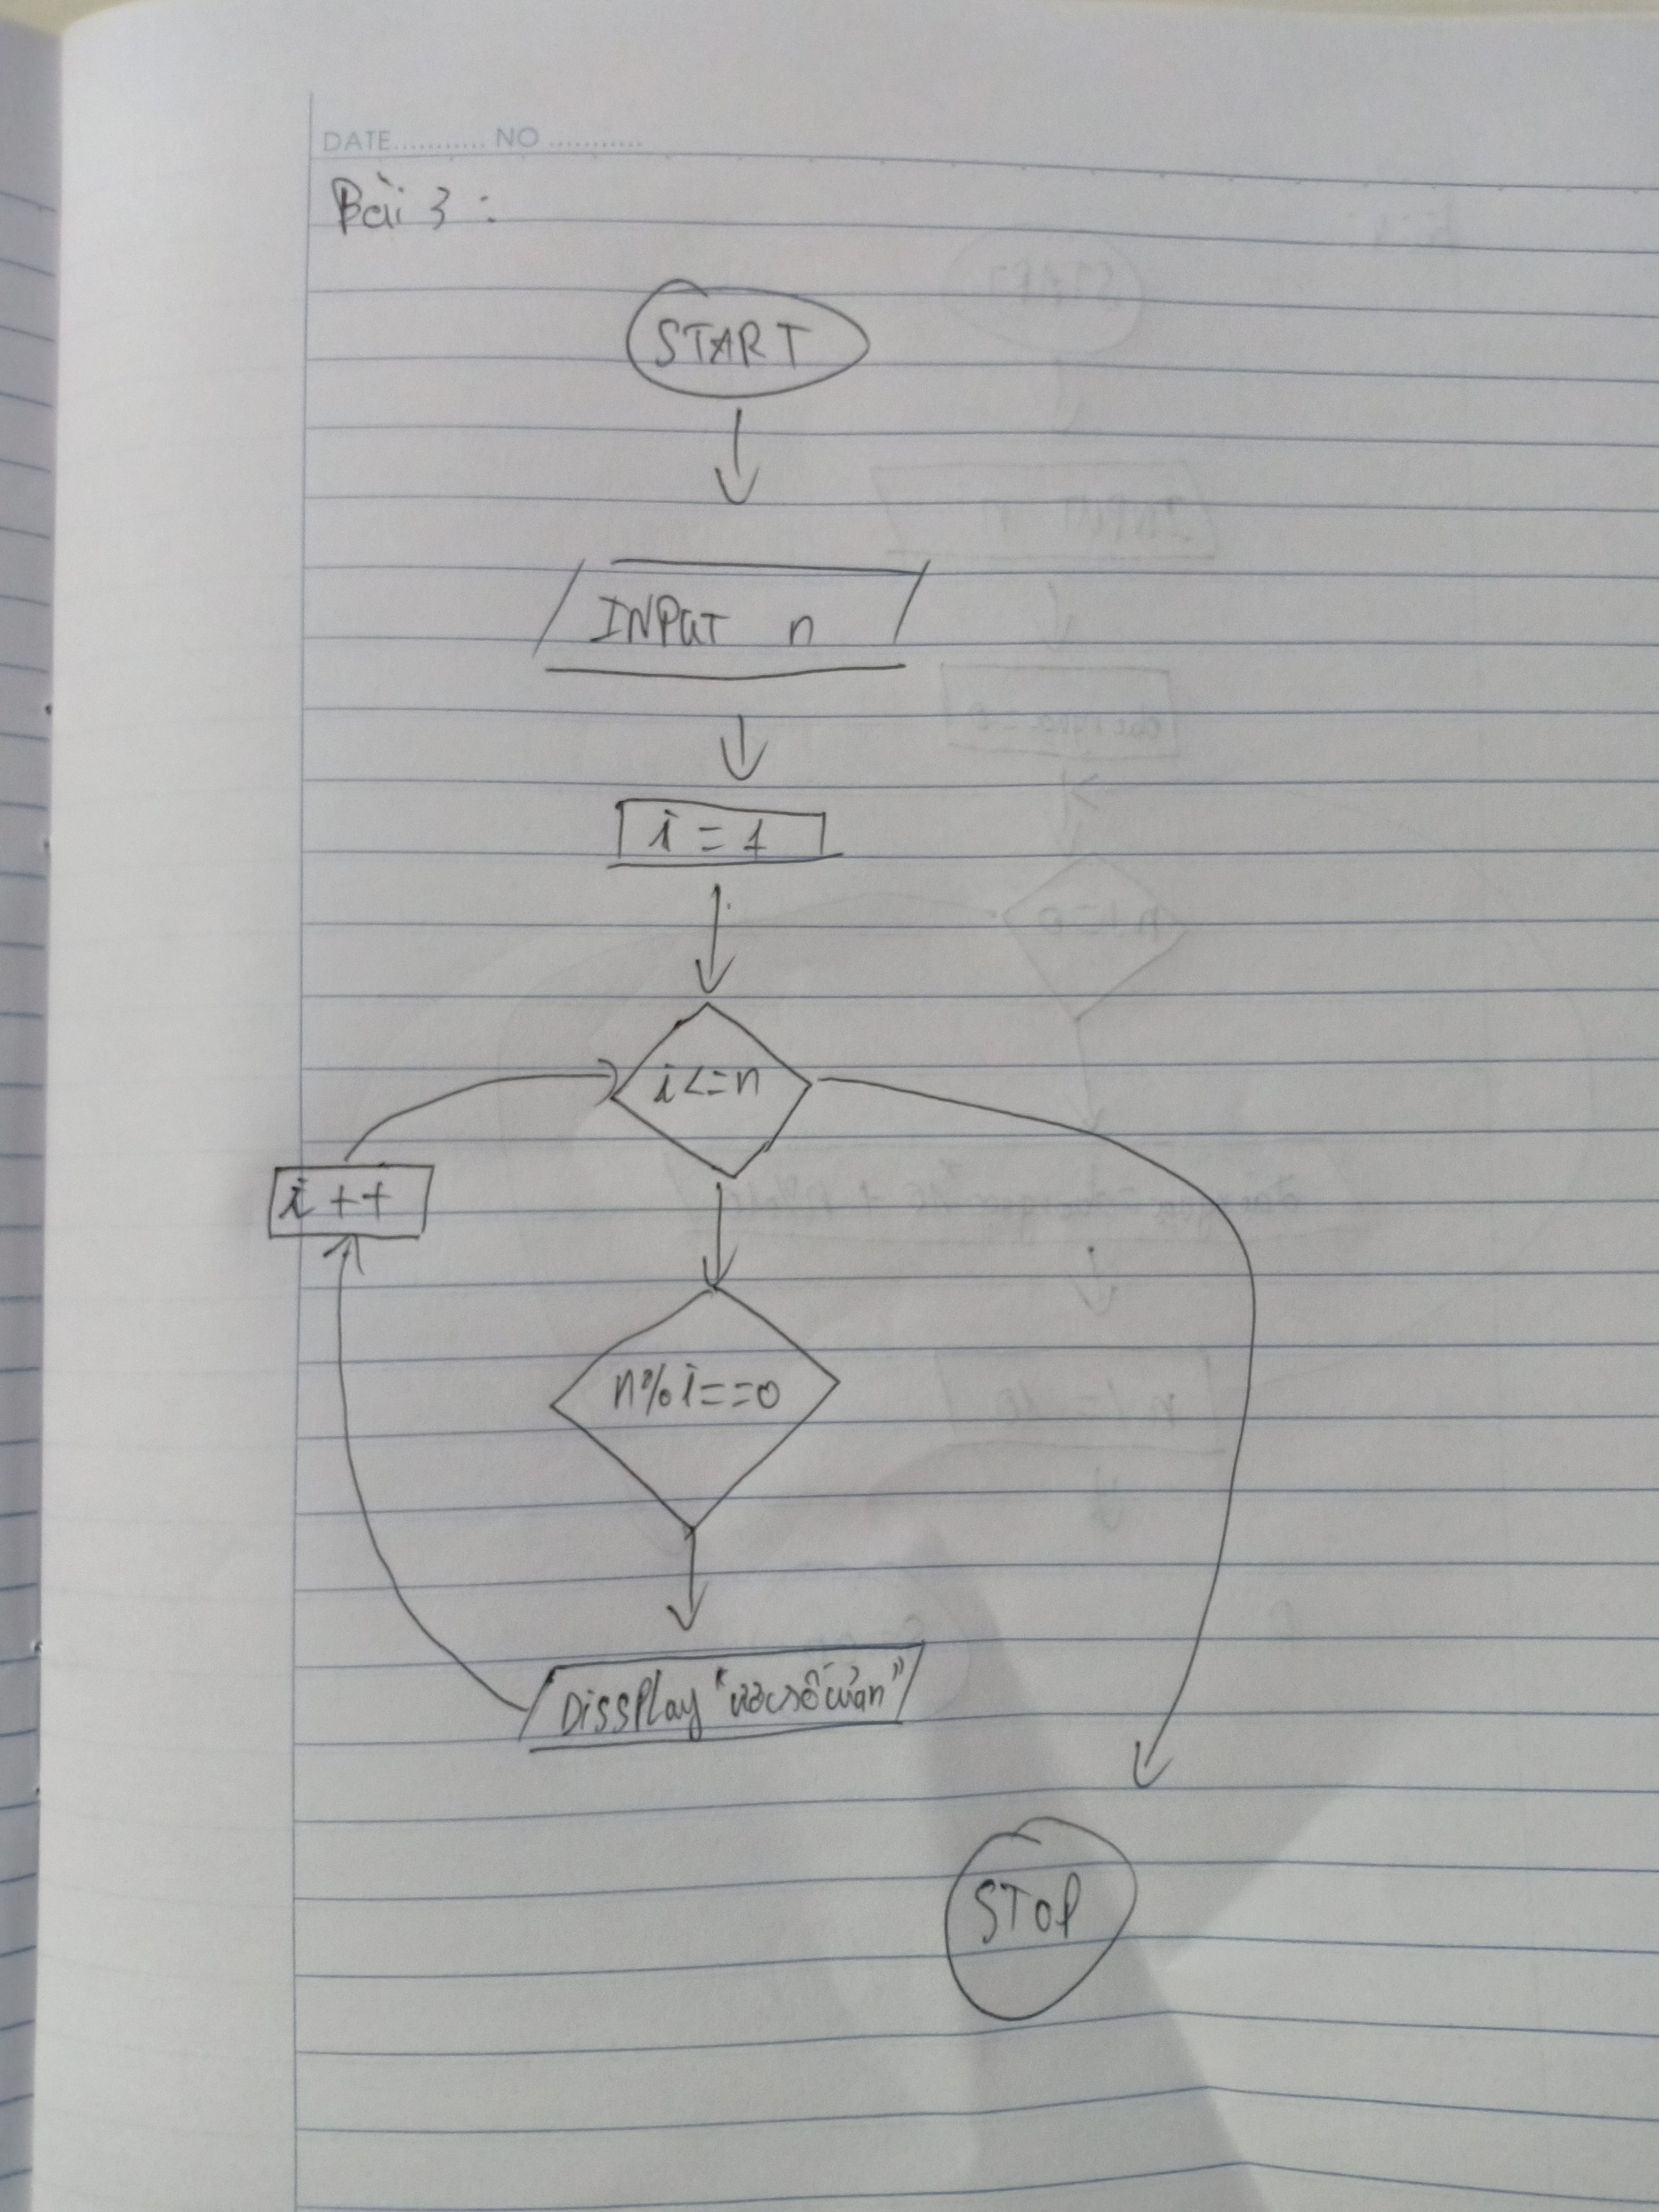 DATE........... NO ...........
Bài 3 :
START
INPUT n
i = 1
i<=n
i++
n%i==0
DissPlay "ước số của n"
STOP